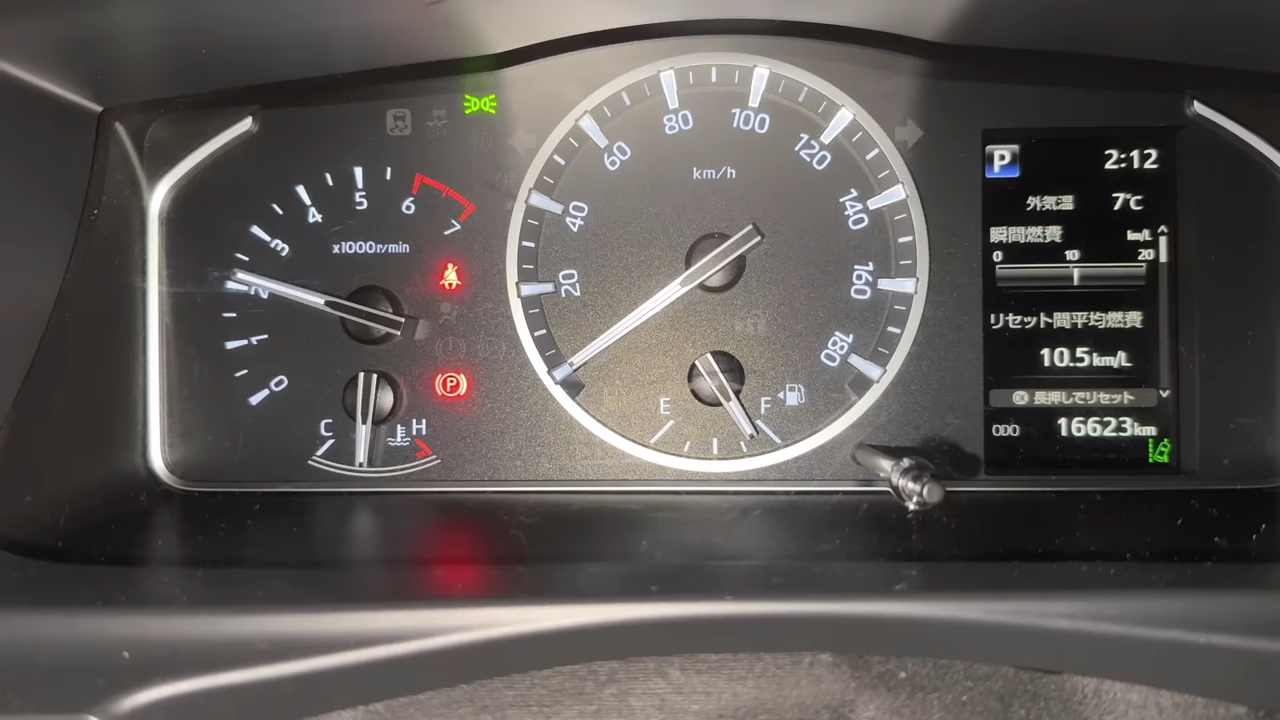 0
1
2
3
4
5
6
7
x1000r/min
C
H
P
20
40
60
80
100
120
140
160
180
km/h
E
F
P
2:12
外気温 7℃
瞬間燃費 km/L
0 10 20
リセット間平均燃費
10.5km/L
OK 長押しでリセット
ODO 16623km